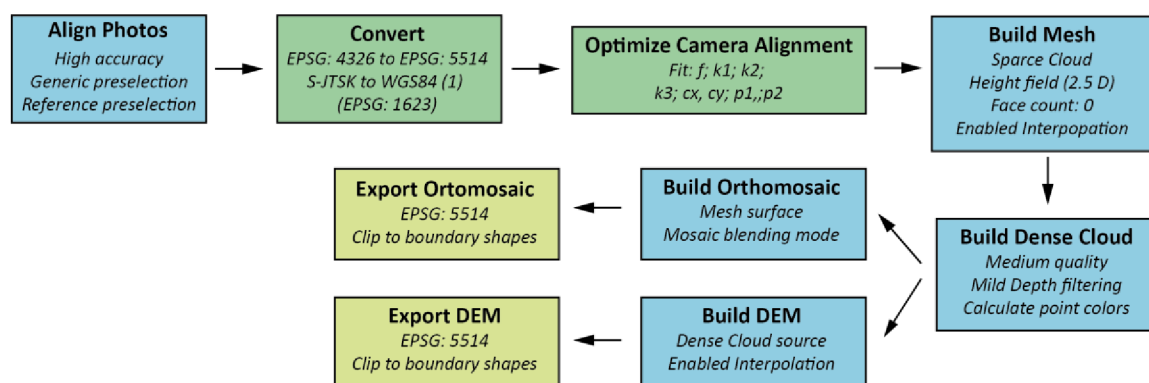 Align Photos
High accuracy
Generic preselection
Reference preselection
Convert
EPSG: 4326 to EPSG: 5514
S-JTSK to WGS84 (1)
(EPSG: 1623)
Optimize Camera Alignment
Fit: f; k1; k2;
k3; cx, cy; p1,;p2
Build Mesh
Sparce Cloud
Height field (2.5 D)
Face count: 0
Enabled Interpopation
Export Ortomosaic
EPSG: 5514
Clip to boundary shapes
Build Orthomosaic
Mesh surface
Mosaic blending mode
Build Dense Cloud
Medium quality
Mild Depth filtering
Calculate point colors
Export DEM
EPSG: 5514
Clip to boundary shapes
Build DEM
Dense Cloud source
Enabled Interpolation